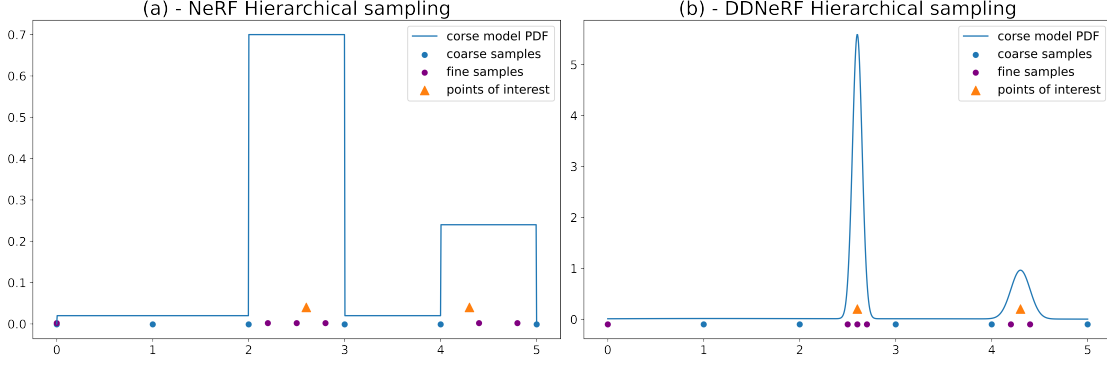 (a) - NeRF Hierarchical sampling
0.7
0.6
0.5
0.4
0.3
0.2
0.1
0.0
0
1
2
3
4
5
corse model PDF
coarse samples
fine samples
points of interest
(b) - DDNeRF Hierarchical sampling
5
4
3
2
1
0
0
1
2
3
4
5
corse model PDF
coarse samples
fine samples
points of interest